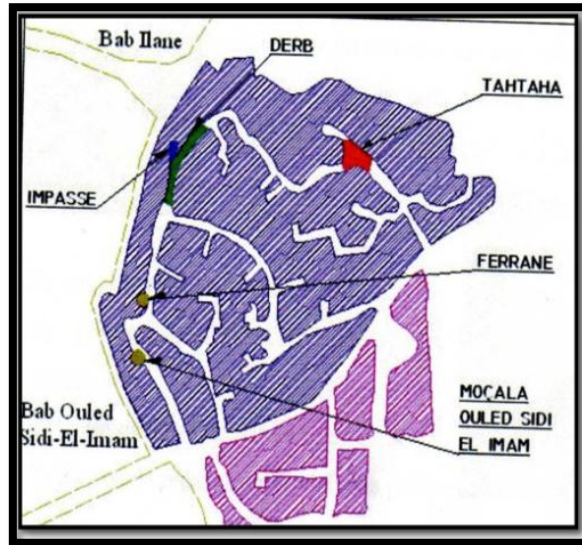 Bab Ilane
DERB
TAHTAHA
IMPASSE
FERRANE
Bab Ouled
Sidi-El-Imam
MOÇALA
OULED SIDI
EL IMAM